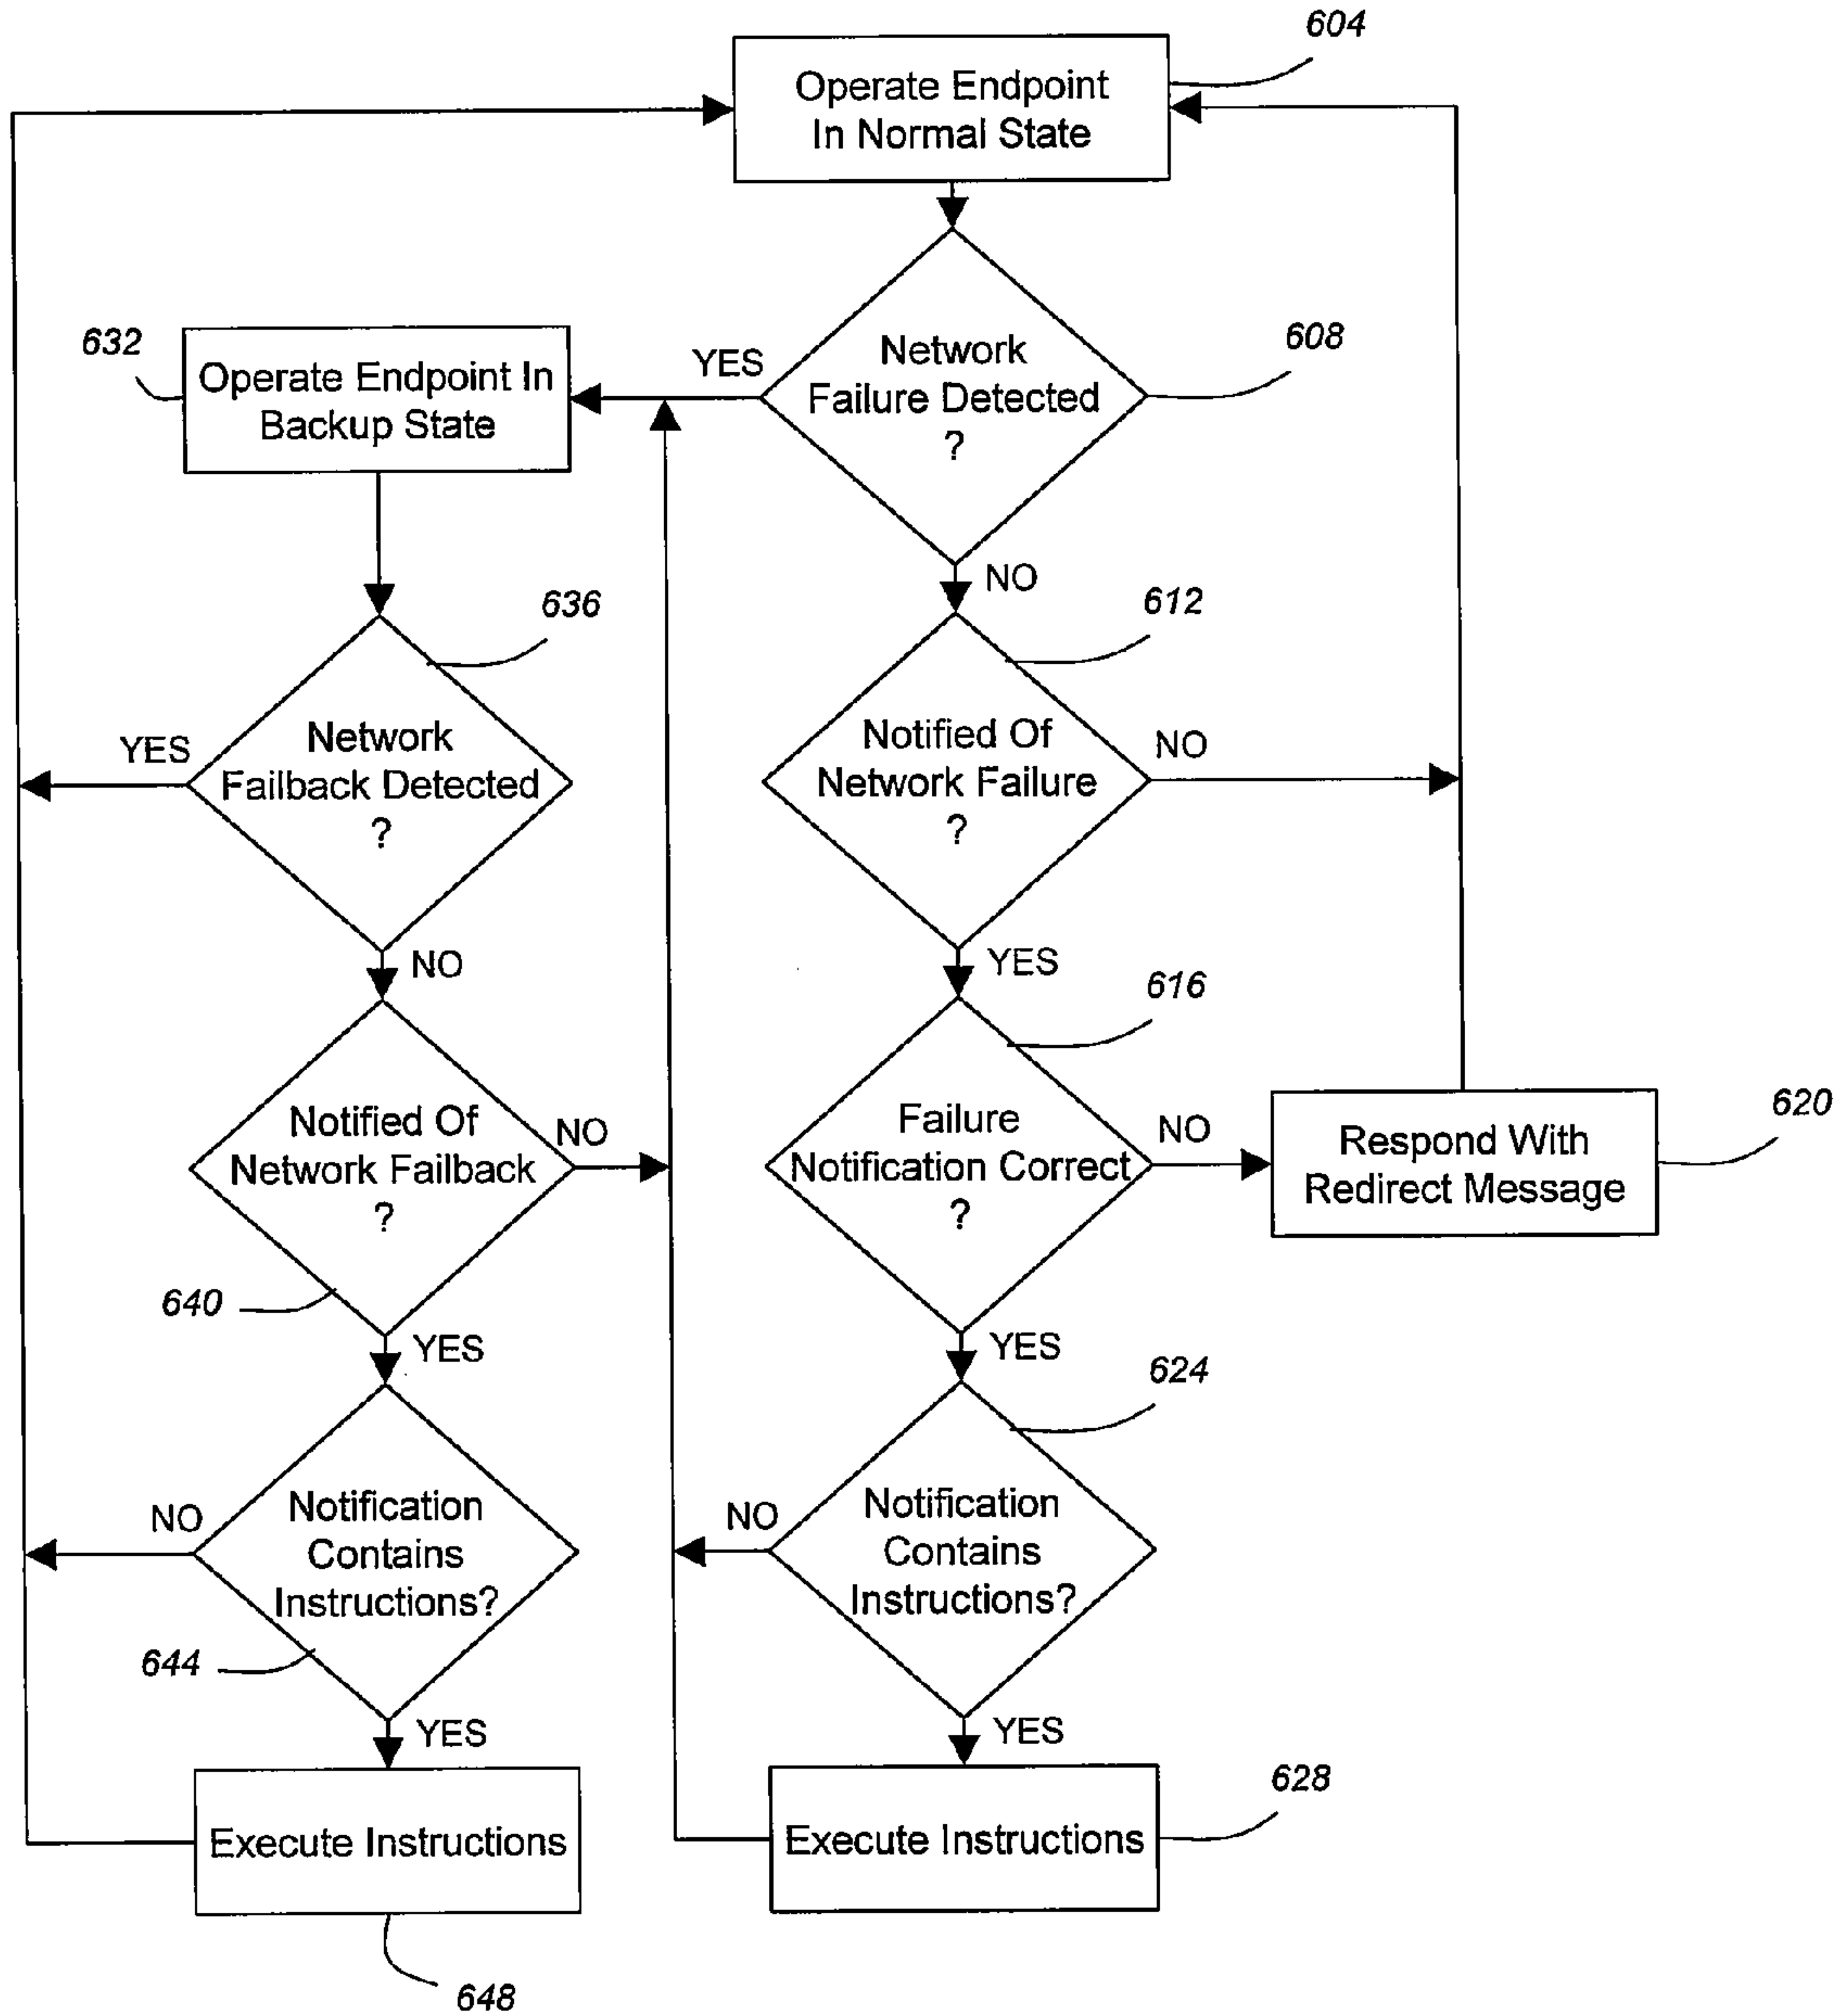 604
Operate Endpoint
In Normal State
632
Operate Endpoint In
Backup State
YES
Network
Failure Detected
?
608
NO
636
Network
Failback Detected
?
YES
NO
612
Notified Of
Network Failure
?
NO
YES
616
Notified Of
Network Failback
?
NO
640
YES
Failure
Notification Correct
?
NO
Respond With
Redirect Message
620
YES
624
Notification
Contains
Instructions?
NO
644
YES
Notification
Contains
Instructions?
NO
YES
Execute Instructions
648
Execute Instructions
628